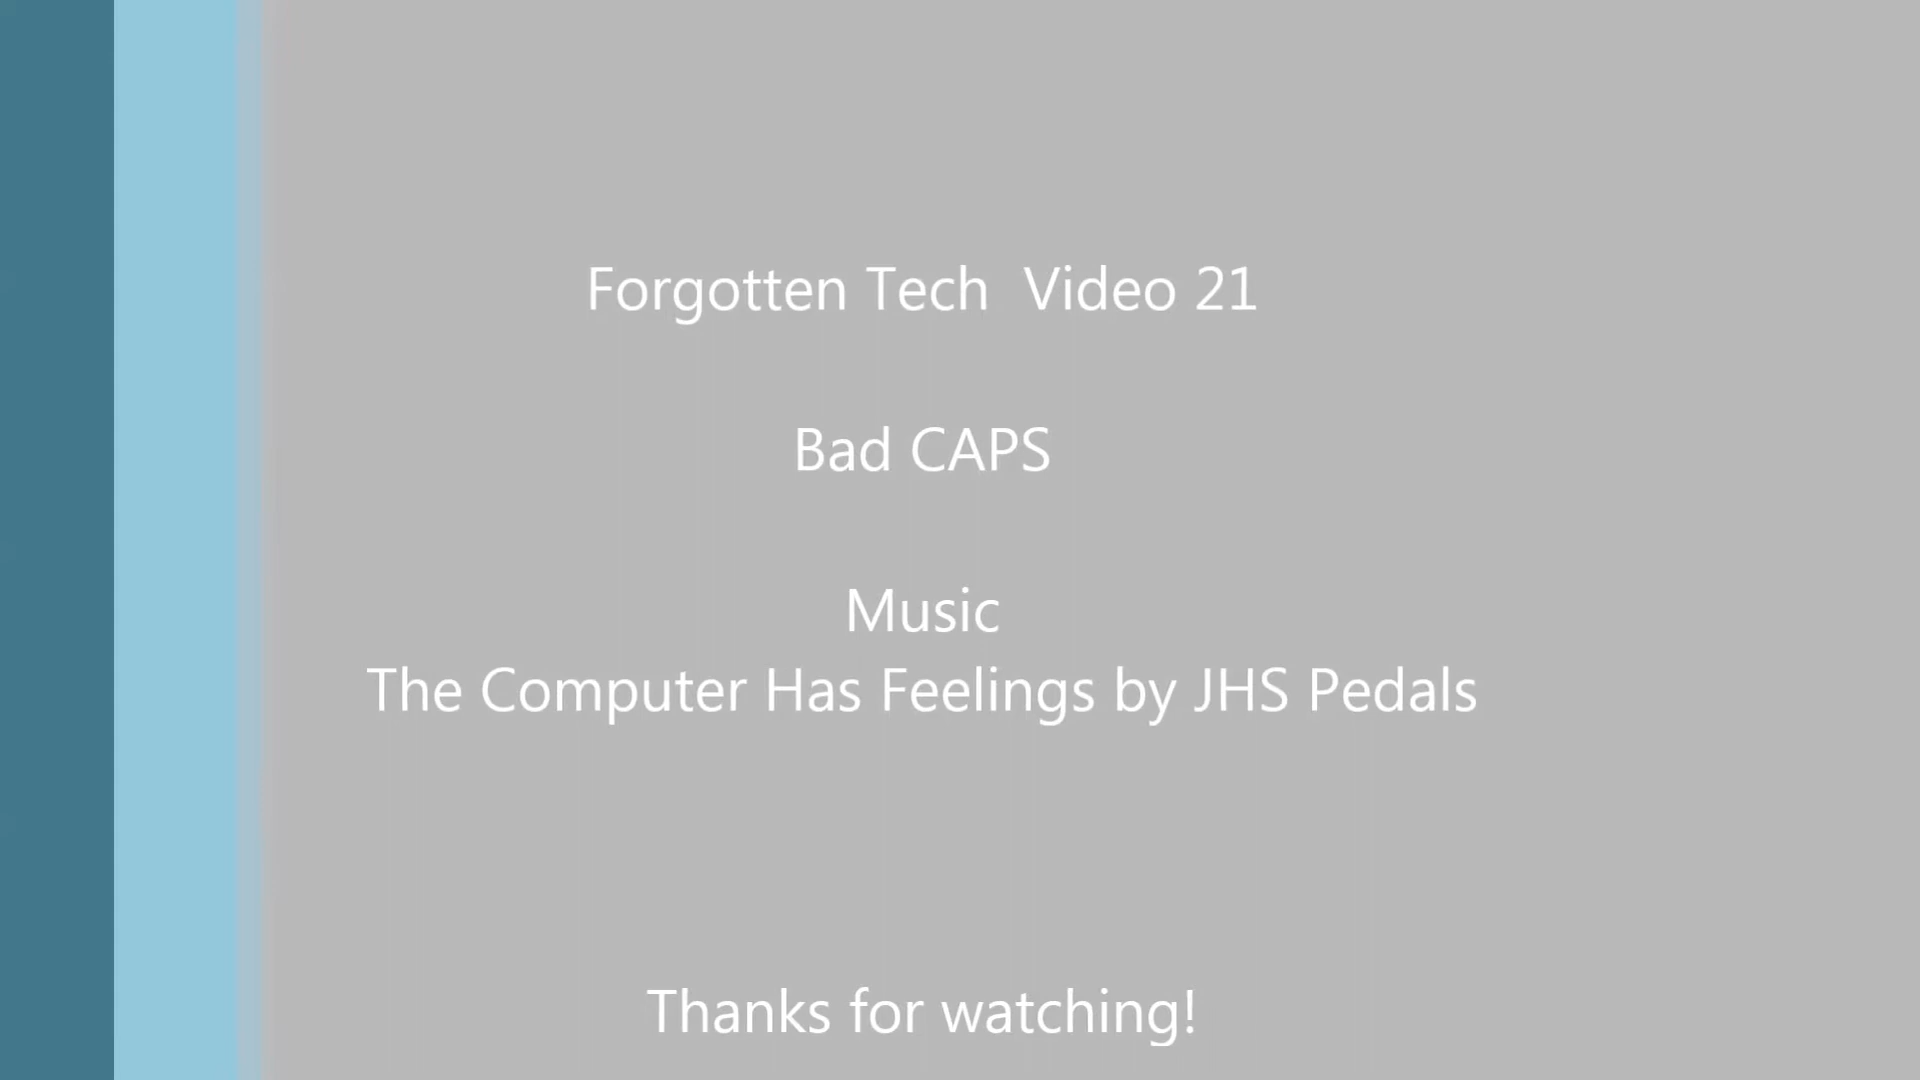 Forgotten Tech  Video 21
Bad CAPS
Music
The Computer Has Feelings by JHS Pedals
Thanks for watching!